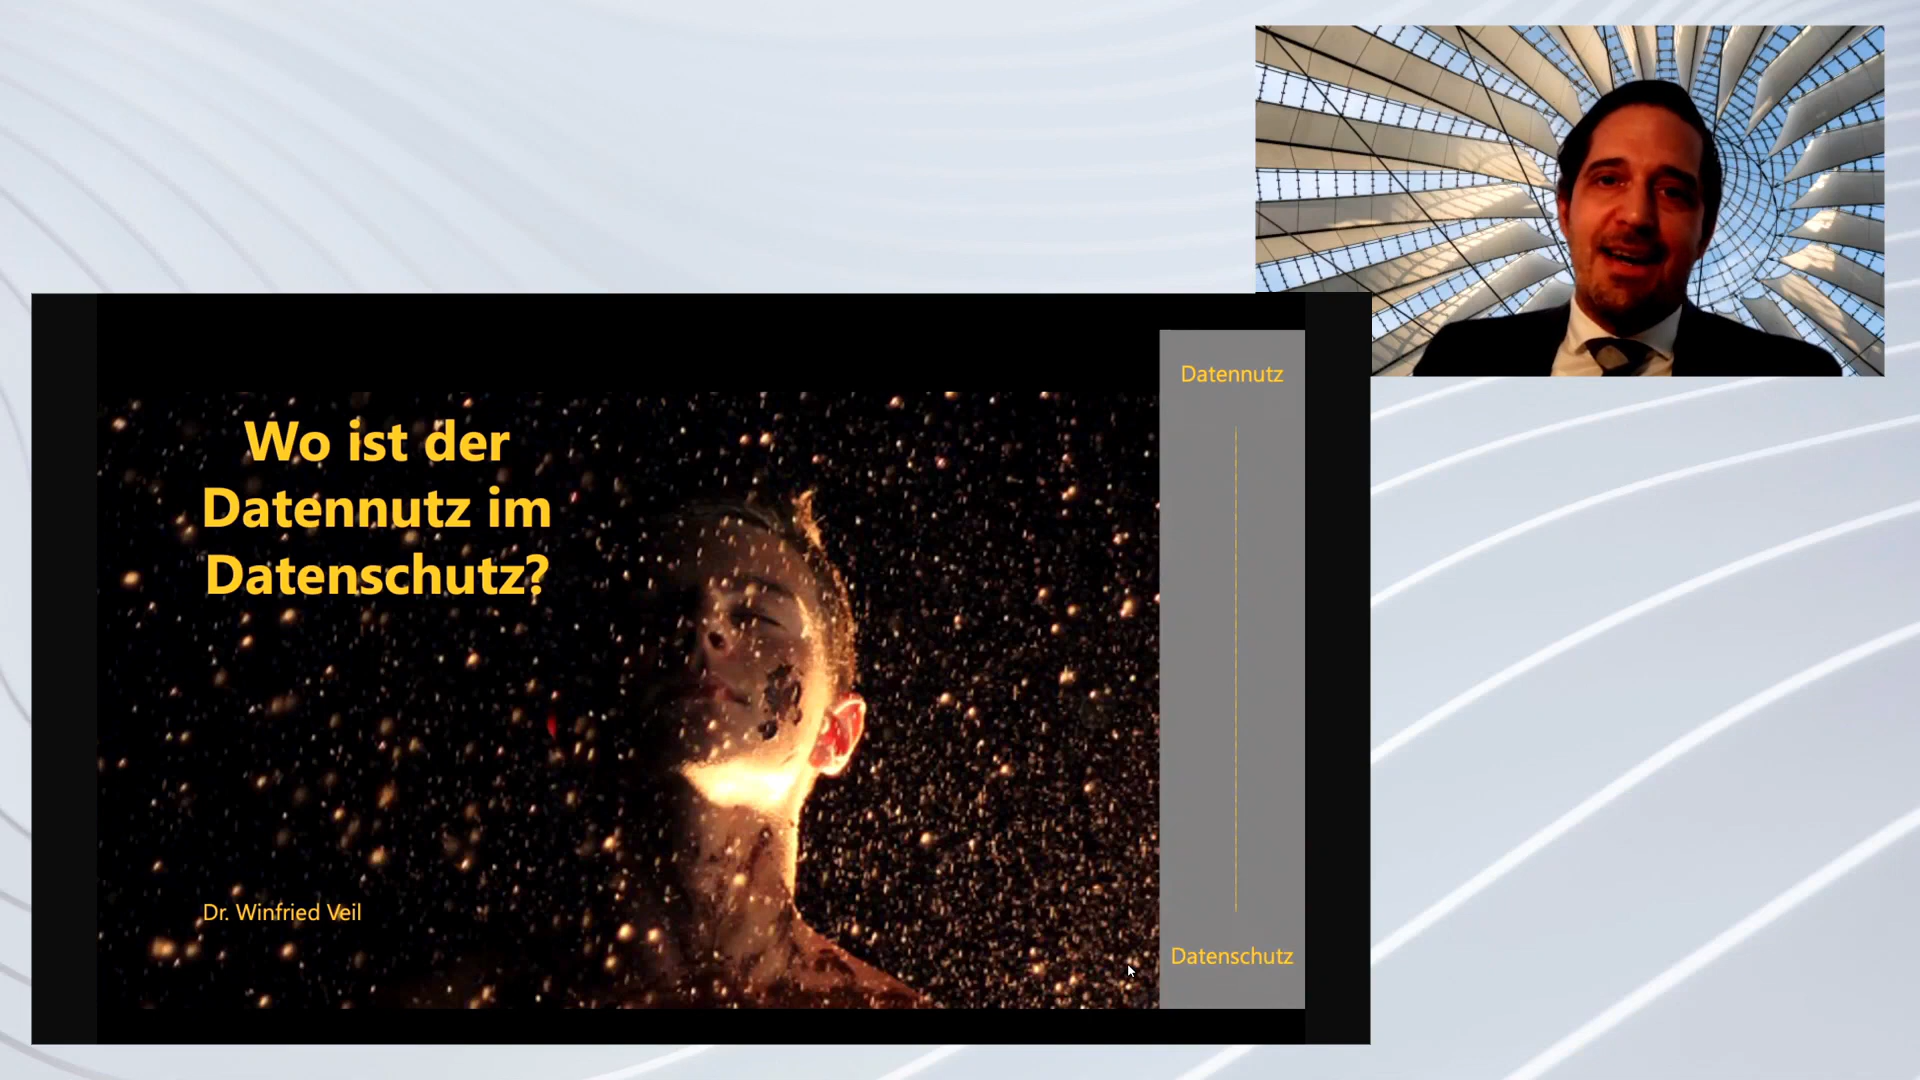 Wo ist der
Datennutz im
Datenschutz?
Dr. Winfried Veil
Datennutz
Datenschutz